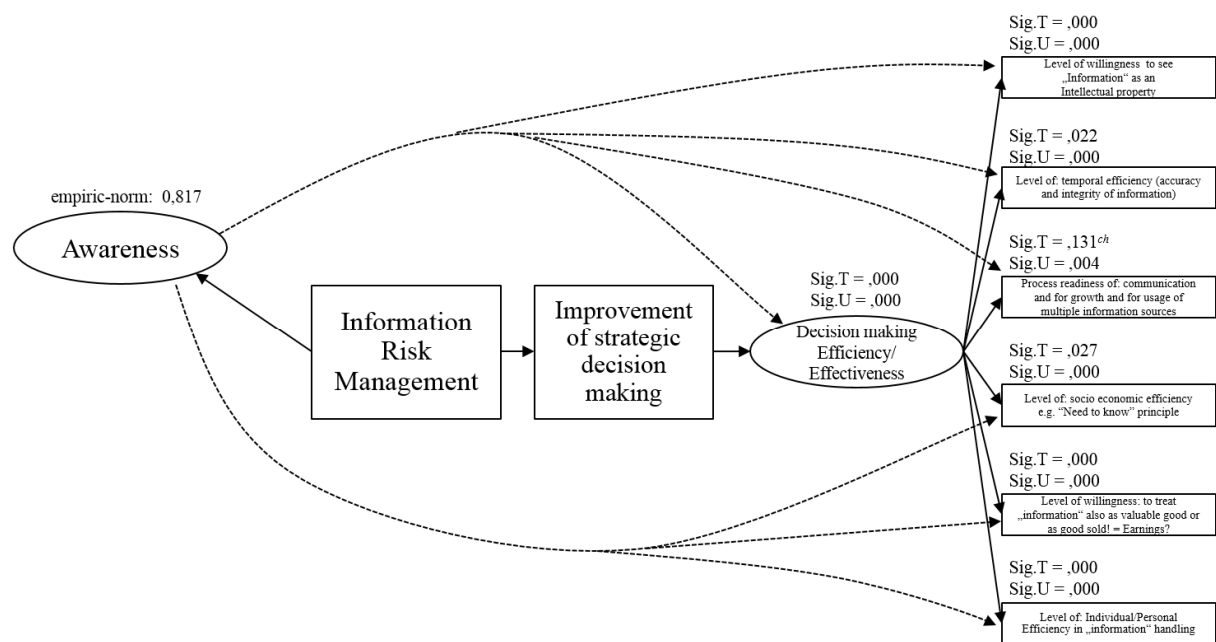 Sig.T = ,000
Sig.U = ,000
Level of willingness to see
„Information“ as an
Intellectual property
Sig.T = ,022
Sig.U = ,000
Level of: temporal efficiency (accuracy
and integrity of information)
empiric-norm: 0,817
Awareness
Sig.T = ,131ch
Sig.U = ,004
Process readiness of: communication
and for growth and for usage of
multiple information sources
Information
Risk
Management
Improvement
of strategic
decision
making
Sig.T = ,000
Sig.U = ,000
Decision making
Efficiency/
Effectiveness
Sig.T = ,027
Sig.U = ,000
Level of: socio economic efficiency
e.g. “Need to know” principle
Sig.T = ,000
Sig.U = ,000
Level of willingness: to treat
„information“ also as valuable good or
as good sold! = Earnings?
Sig.T = ,000
Sig.U = ,000
Level of: Individual/Personal
Efficiency in „information“ handling